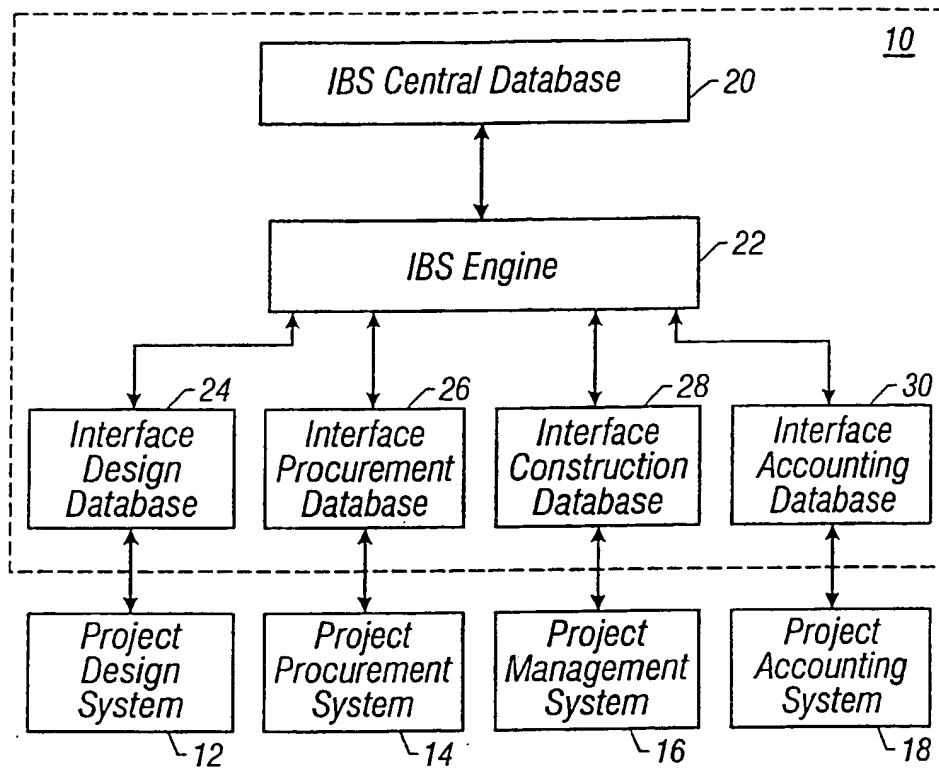 10
IBS Central Database
20
IBS Engine
22
24
26
28
30
Interface
Design
Database
Interface
Procurement
Database
Interface
Construction
Database
Interface
Accounting
Database
Project
Design
System
Project
Procurement
System
Project
Management
System
Project
Accounting
System
12
14
16
18